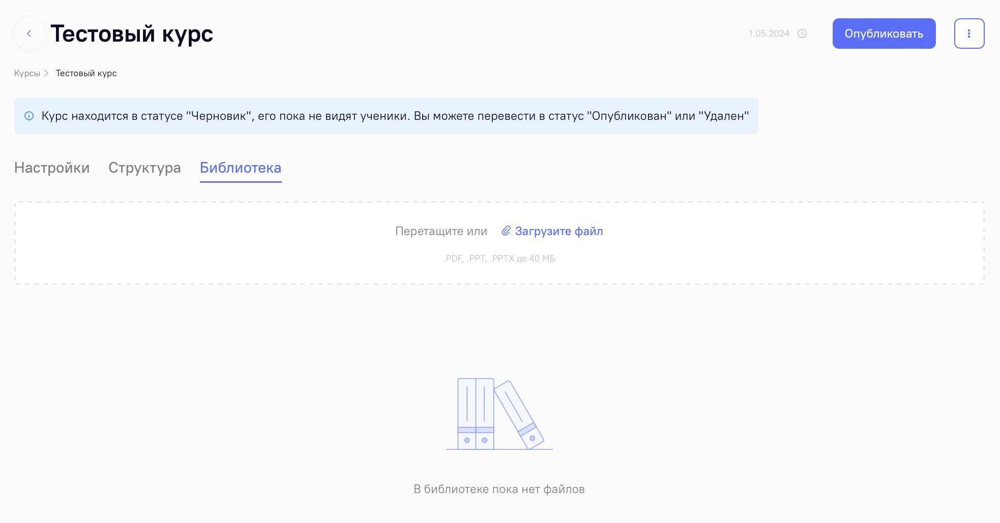 Тестовый курс
1.05.2024
Опубликовать
Курсы
Тестовый курс
Курс находится в статусе "Черновик", его пока не видят ученики. Вы можете перевести в статус "Опубликован" или "Удален"
Настройки
Структура
Библиотека
Перетащите или Загрузите файл
.PDF, .PPT, .PPTX до 40 МБ
В библиотеке пока нет файлов